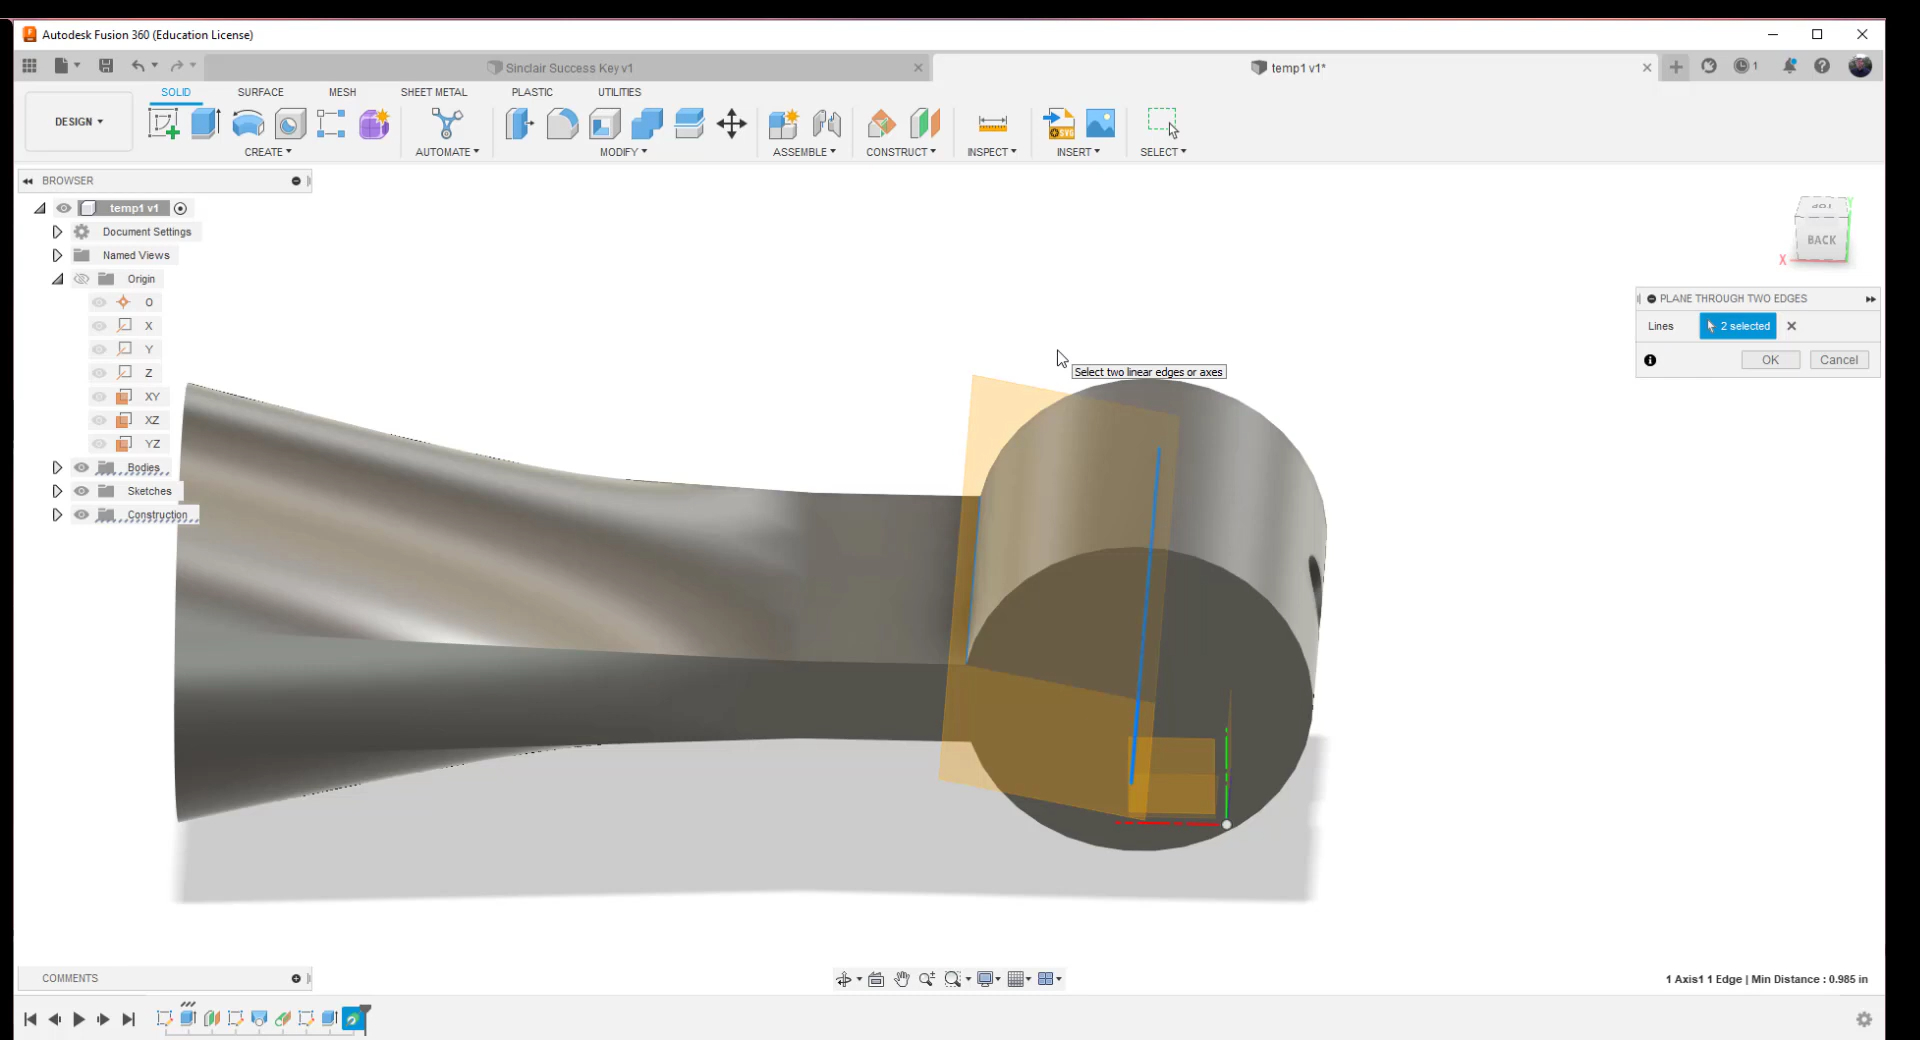 Autodesk Fusion 360 (Education License)
Sinclair Success Key v1
temp1 v1*
1
DESIGN
SOLID
SURFACE
MESH
SHEET METAL
PLASTIC
UTILITIES
CREATE
AUTOMATE
MODIFY
ASSEMBLE
CONSTRUCT
INSPECT
INSERT
SELECT
BROWSER
temp1 v1
Document Settings
Named Views
Origin
O
X
Y
Z
XY
XZ
YZ
Bodies
Sketches
Construction
TOP
BACK
X
Y
PLANE THROUGH TWO EDGES
Lines
2 selected
OK
Cancel
Select two linear edges or axes
COMMENTS
1 Axis1 1 Edge | Min Distance : 0.985 in